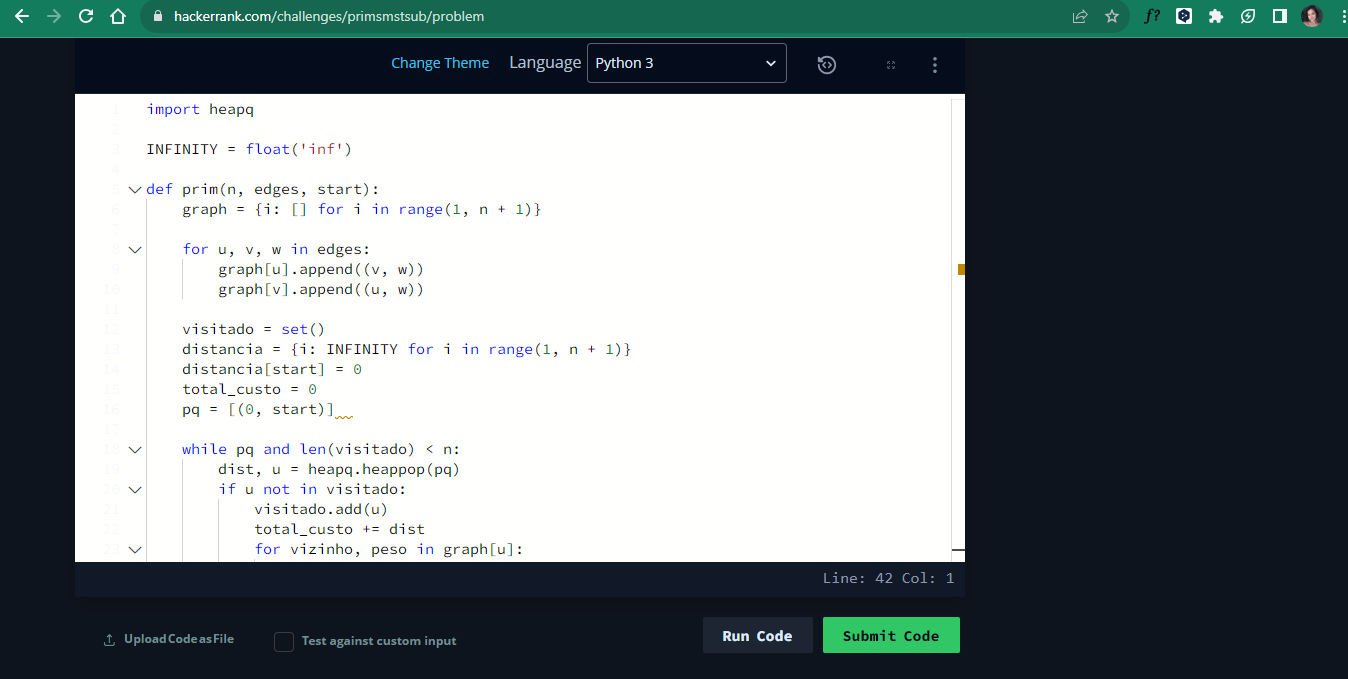 hackerrank.com/challenges/primsmstsub/problem
f?
Change Theme Language Python 3
1 import heapq
2
3 INFINITY = float('inf')
4
5 def prim(n, edges, start):
6 graph = {i: [] for i in range(1, n + 1)}
7
8 for u, v, w in edges:
9 graph[u].append((v, w))
10 graph[v].append((u, w))
11
12 visitado = set()
13 distancia = {i: INFINITY for i in range(1, n + 1)}
14 distancia[start] = 0
15 total_custo = 0
16 pq = [(0, start)]
17
18 while pq and len(visitado) < n:
19 dist, u = heapq.heappop(pq)
20 if u not in visitado:
21 visitado.add(u)
22 total_custo += dist
23 for vizinho, peso in graph[u]:
Line: 42 Col: 1
Upload Code as File
Test against custom input
Run Code
Submit Code